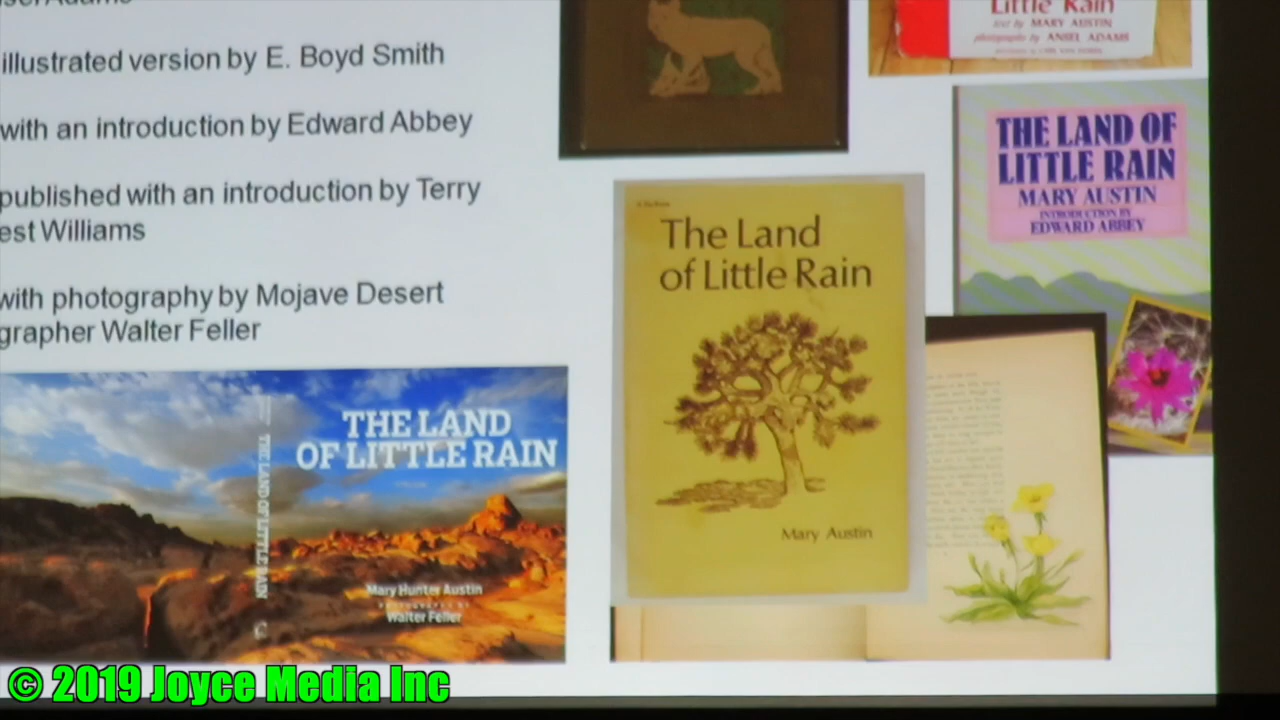 Adams
illustrated version by E. Boyd Smith
with an introduction by Edward Abbey
published with an introduction by Terry
est Williams
with photography by Mojave Desert
grapher Walter Feller
THE LAND
OF LITTLE RAIN
THE LAND OF LITTLE RAIN
Mary Hunter Austin
PHOTOGRAPHS BY
Walter Feller
The Land
of Little Rain
Mary Austin
Little Rain
text by MARY AUSTIN
photographs by ANSEL ADAMS
THE LAND OF
LITTLE RAIN
MARY AUSTIN
INTRODUCTION BY
EDWARD ABBEY
© 2019 Joyce Media Inc